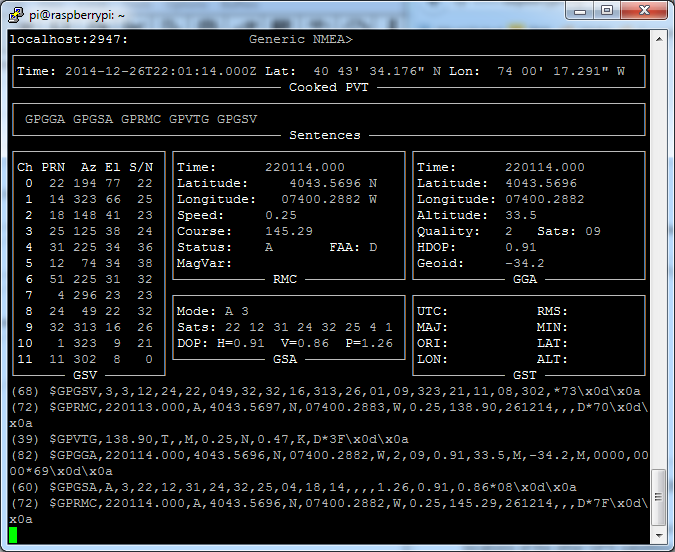 pi@raspberrypi: ~
localhost:2947: Generic NMEA>
Time: 2014-12-26T22:01:14.000Z Lat: 40 43' 34.176" N Lon: 74 00' 17.291" W
Cooked PVT
GPGGA GPGSA GPRMC GPVTG GPGSV
Sentences
Ch PRN Az El S/N
0 22 194 77 22
1 14 323 66 25
2 18 148 41 23
3 25 125 38 24
4 31 225 34 36
5 12 74 34 38
6 51 225 31 32
7 4 296 23 23
8 24 49 22 32
9 32 313 16 26
10 1 323 9 21
11 11 302 8 0
GSV
Time: 220114.000
Latitude: 4043.5696 N
Longitude: 07400.2882 W
Speed: 0.25
Course: 145.29
Status: A FAA: D
MagVar:
RMC
Time: 220114.000
Latitude: 4043.5696
Longitude: 07400.2882
Altitude: 33.5
Quality: 2 Sats: 09
HDOP: 0.91
Geoid: -34.2
GGA
Mode: A 3
Sats: 22 12 31 24 32 25 4 1
DOP: H=0.91 V=0.86 P=1.26
GSA
UTC: RMS:
MAJ: MIN:
ORI: LAT:
LON: ALT:
GST
(68) $GPGSV,3,3,12,24,22,049,32,32,16,313,26,01,09,323,21,11,08,302,*73\x0d\x0a
(72) $GPRMC,220113.000,A,4043.5697,N,07400.2883,W,0.25,138.90,261214,,,D*70\x0d\
x0a
(39) $GPVTG,138.90,T,,M,0.25,N,0.47,K,D*3F\x0d\x0a
(82) $GPGGA,220114.000,4043.5696,N,07400.2882,W,2,09,0.91,33.5,M,-34.2,M,0000,00
00*69\x0d\x0a
(60) $GPGSA,A,3,22,12,31,24,32,25,04,18,14,,,,1.26,0.91,0.86*08\x0d\x0a
(72) $GPRMC,220114.000,A,4043.5696,N,07400.2882,W,0.25,145.29,261214,,,D*7F\x0d\
x0a